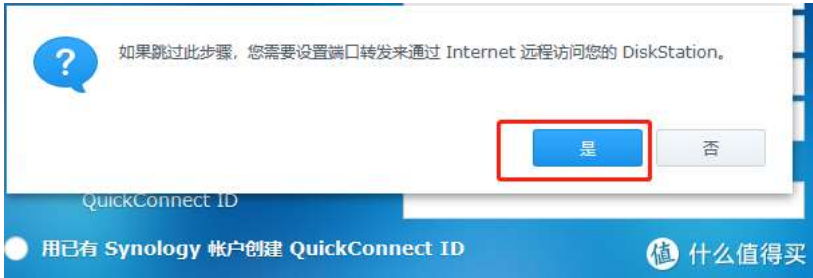 如果跳过此步骤，您需要设置端口转发来通过 Internet 远程访问您的 DiskStation。
是
否
QuickConnect ID
用已有 Synology 帐户创建 QuickConnect ID
值 什么值得买